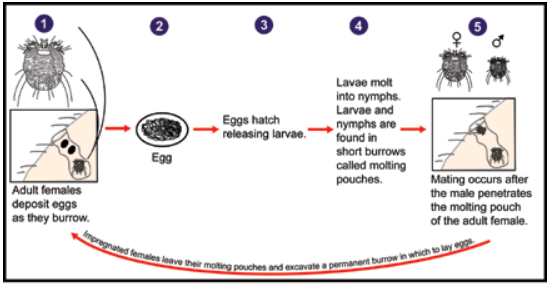 1
2
3
4
5
♀
♂
Adult females
deposit eggs
as they burrow.
Egg
Eggs hatch
releasing larvae.
Lavae molt
into nymphs.
Larvae and
nymphs are
found in
short burrows
called molting
pouches.
Mating occurs after
the male penetrates
the molting pouch
of the adult female.
Impregnated females leave their molting pouches and excavate a permanent burrow in which to lay eggs.